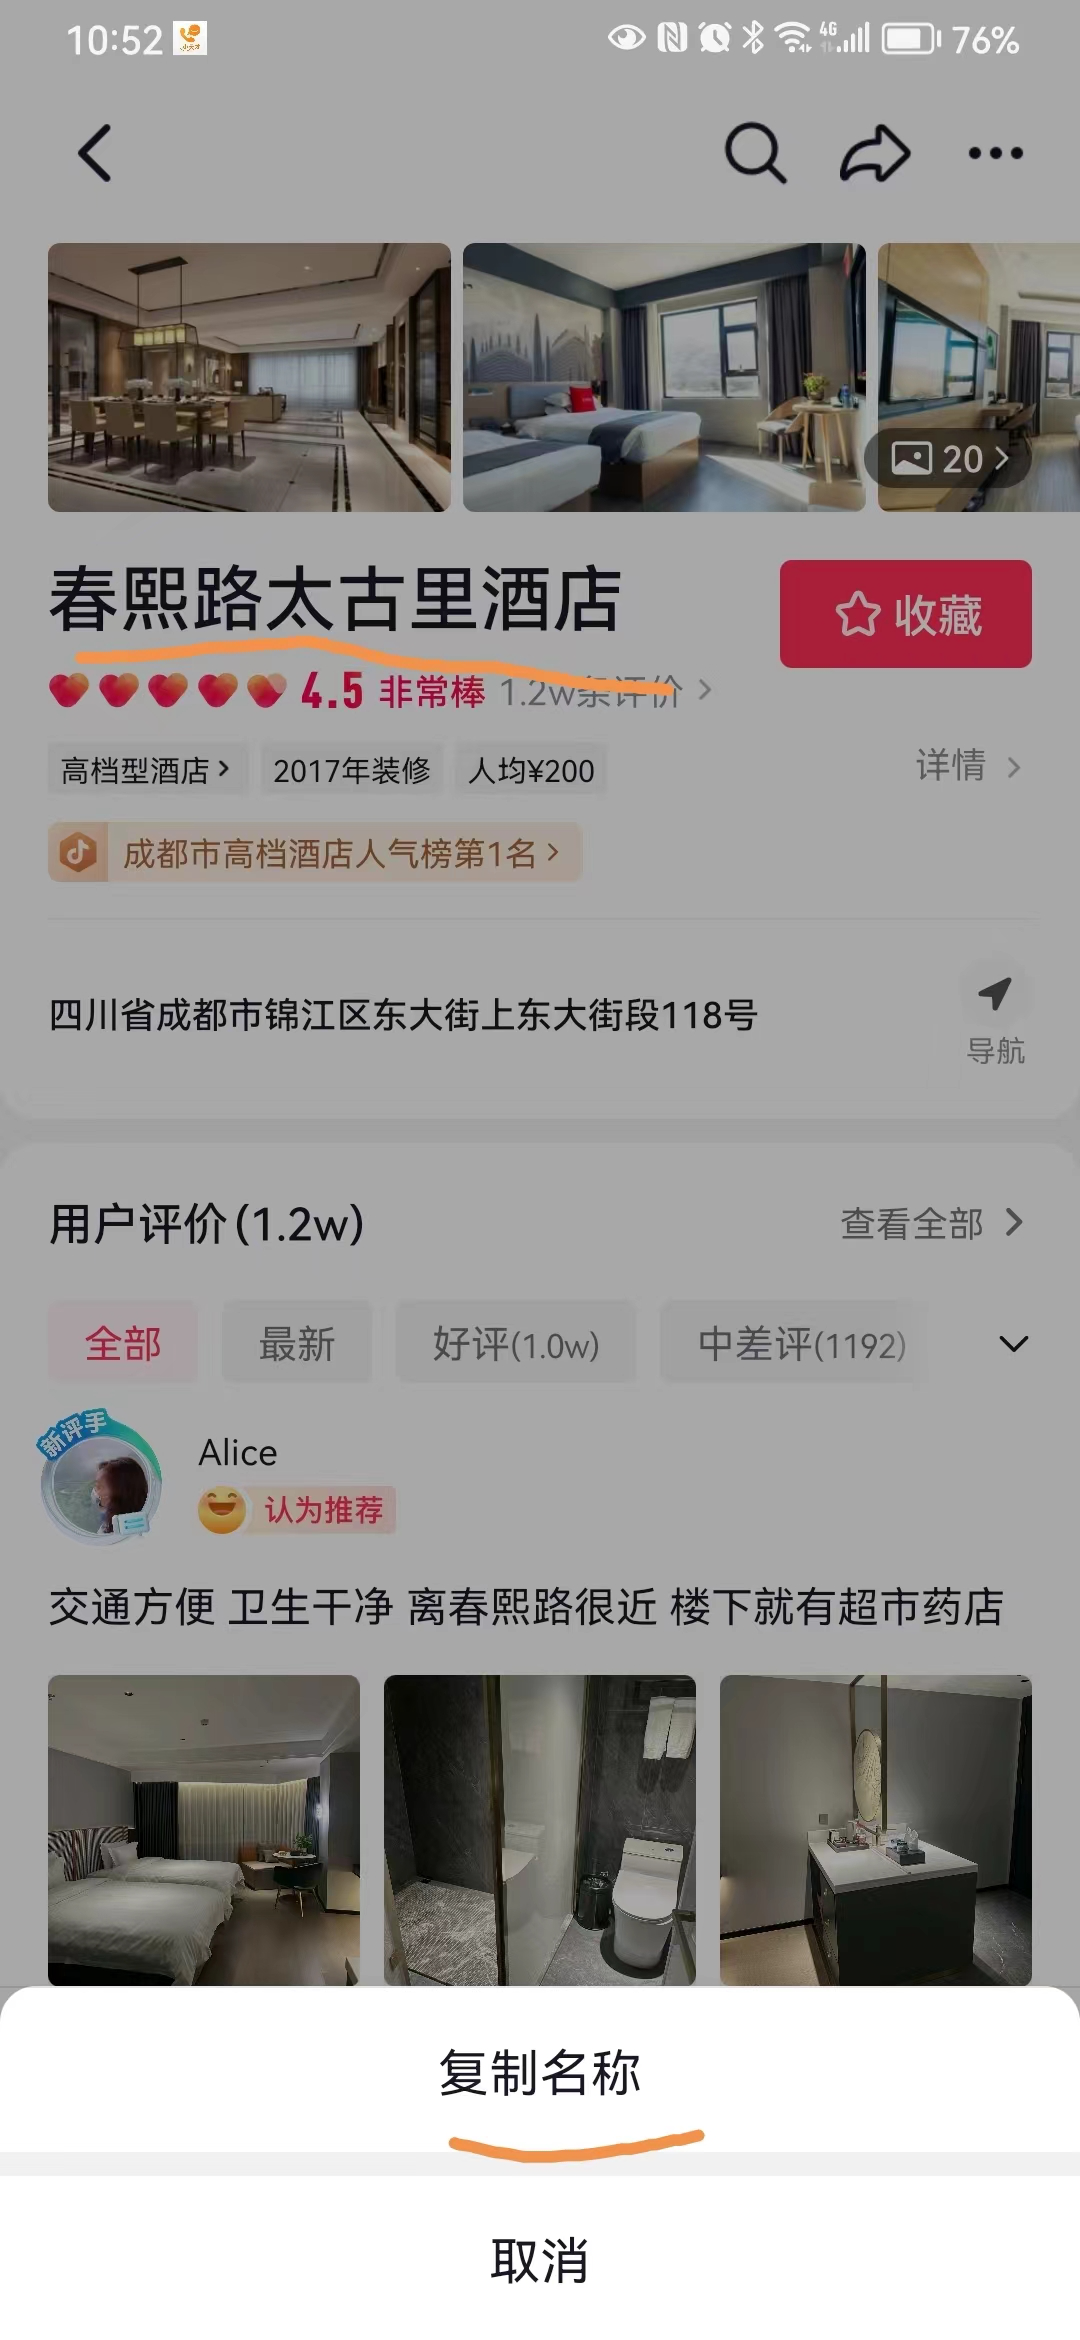 10:52 小天才 4G 76%
20
春熙路太古里酒店
收藏
4.5 非常棒 1.2w条评价
高档型酒店 2017年装修 人均¥200 详情
成都市高档酒店人气榜第1名
四川省成都市锦江区东大街上东大街段118号
导航
用户评价(1.2w) 查看全部
全部 最新 好评(1.0w) 中差评(1192)
新评手
Alice
认为推荐
交通方便 卫生干净 离春熙路很近 楼下就有超市药店
复制名称
取消